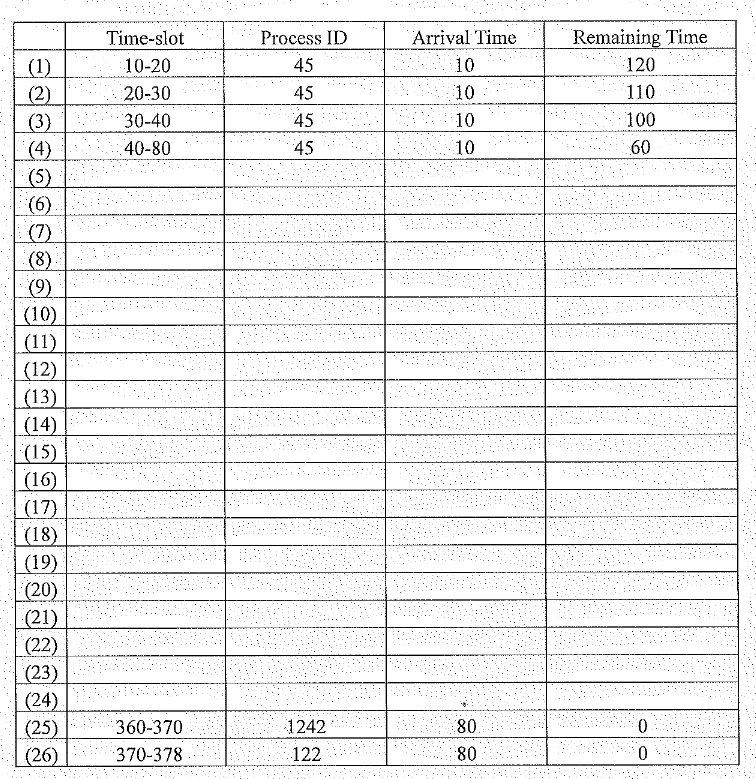 Time-slot Process ID Arrival Time Remaining Time
(1) 10-20 45 10 120
(2) 20-30 45 10 110
(3) 30-40 45 10 100
(4) 40-80 45 10 60
(5)
(6)
(7)
(8)
(9)
(10)
(11)
(12)
(13)
(14)
(15)
(16)
(17)
(18)
(19)
(20)
(21)
(22)
(23)
(24)
(25) 360-370 1242 80 0
(26) 370-378 122 80 0